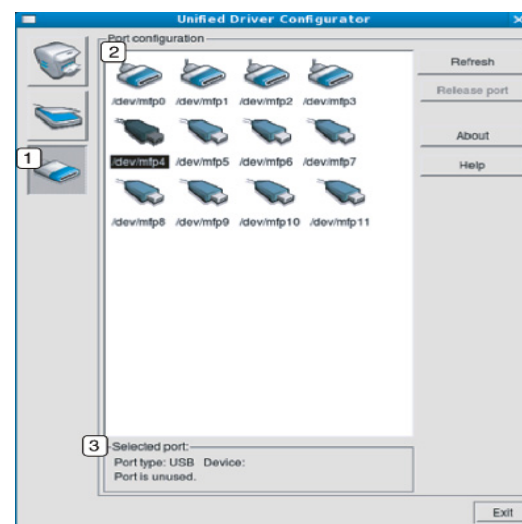 Unified Driver Configurator
Port configuration
2
Refresh
/dev/mfp0 /dev/mfp1 /dev/mfp2 /dev/mfp3
Release port
About
1
/dev/mfp4 /dev/mfp5 /dev/mfp6 /dev/mfp7
Help
/dev/mfp8 /dev/mfp9 /dev/mfp10 /dev/mfp11
3
Selected port:
Port type: USB Device:
Port is unused.
Exit